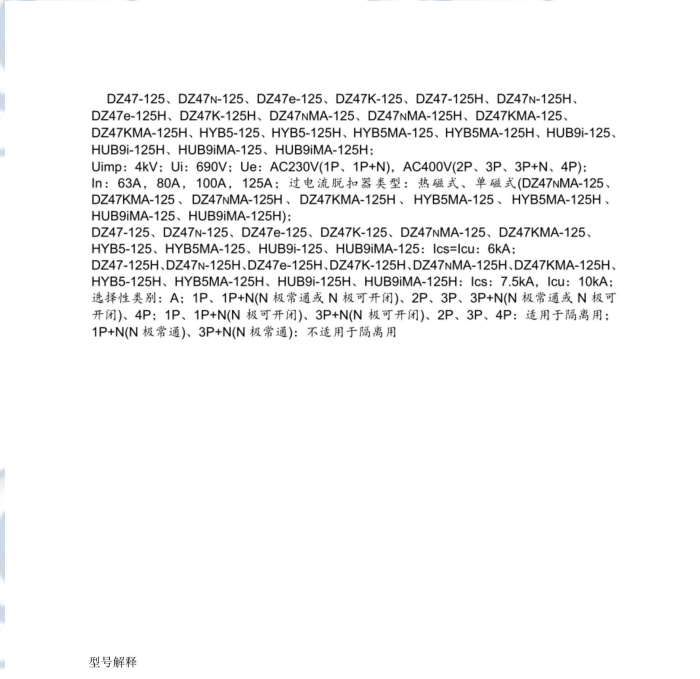 DZ47-125、DZ47N-125、DZ47e-125、DZ47K-125、DZ47-125H、DZ47N-125H、
DZ47e-125H、DZ47K-125H、DZ47NMA-125、DZ47NMA-125H、DZ47KMA-125、
DZ47KMA-125H、HYB5-125、HYB5-125H、HYB5MA-125、HYB5MA-125H、HUB9i-125、
HUB9i-125H、HUB9iMA-125、HUB9iMA-125H；
Uimp：4kV；Ui：690V；Ue：AC230V(1P、1P+N)，AC400V(2P、3P、3P+N、4P)；
In：63A，80A，100A，125A；过电流脱扣器类型：热磁式、单磁式(DZ47NMA-125、
DZ47KMA-125、DZ47NMA-125H、DZ47KMA-125H、HYB5MA-125、HYB5MA-125H、
HUB9iMA-125、HUB9iMA-125H)；
DZ47-125、DZ47N-125、DZ47e-125、DZ47K-125、DZ47NMA-125、DZ47KMA-125、
HYB5-125、HYB5MA-125、HUB9i-125、HUB9iMA-125：Ics=Icu：6kA；
DZ47-125H、DZ47N-125H、DZ47e-125H、DZ47K-125H、DZ47NMA-125H、DZ47KMA-125H、
HYB5-125H、HYB5MA-125H、HUB9i-125H、HUB9iMA-125H：Ics：7.5kA，Icu：10kA；
选择性类别：A；1P、1P+N(N 极常通或 N 极可开闭)、2P、3P、3P+N(N 极常通或 N 极可
开闭)、4P；1P、1P+N(N 极可开闭)、3P+N(N 极可开闭)、2P、3P、4P：适用于隔离用；
1P+N(N 极常通)、3P+N(N 极常通)：不适用于隔离用
型号解释